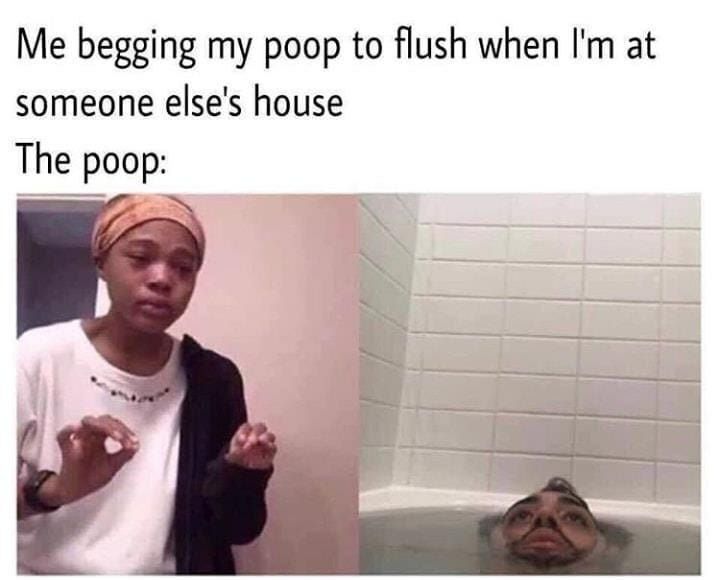 Me begging my poop to flush when I'm at
someone else's house
The poop: